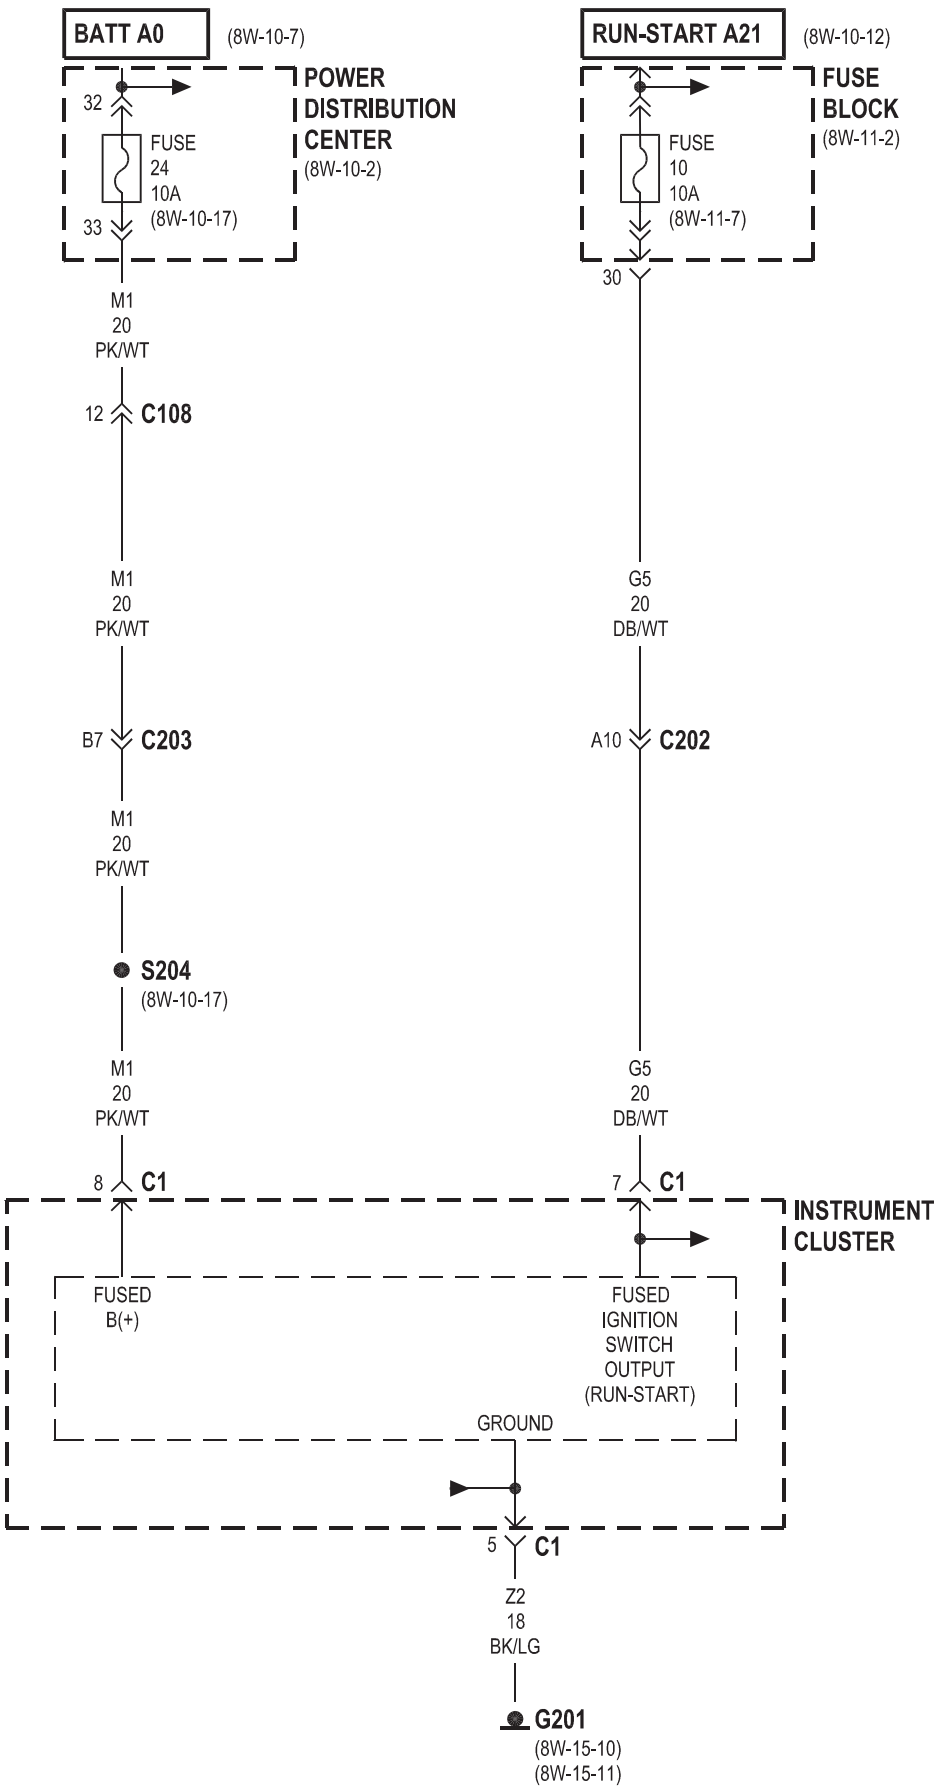 BATT A0
(8W-10-7)
RUN-START A21
(8W-10-12)
POWER
DISTRIBUTION
CENTER
(8W-10-2)
32
FUSE
24
10A
(8W-10-17)
33
FUSE
BLOCK
(8W-11-2)
FUSE
10
10A
(8W-11-7)
30
M1
20
PK/WT
12
C108
M1
20
PK/WT
G5
20
DB/WT
B7
C203
A10
C202
M1
20
PK/WT
S204
(8W-10-17)
M1
20
PK/WT
G5
20
DB/WT
8
C1
7
C1
INSTRUMENT
CLUSTER
FUSED
B(+)
FUSED
IGNITION
SWITCH
OUTPUT
(RUN-START)
GROUND
5
C1
Z2
18
BK/LG
G201
(8W-15-10)
(8W-15-11)